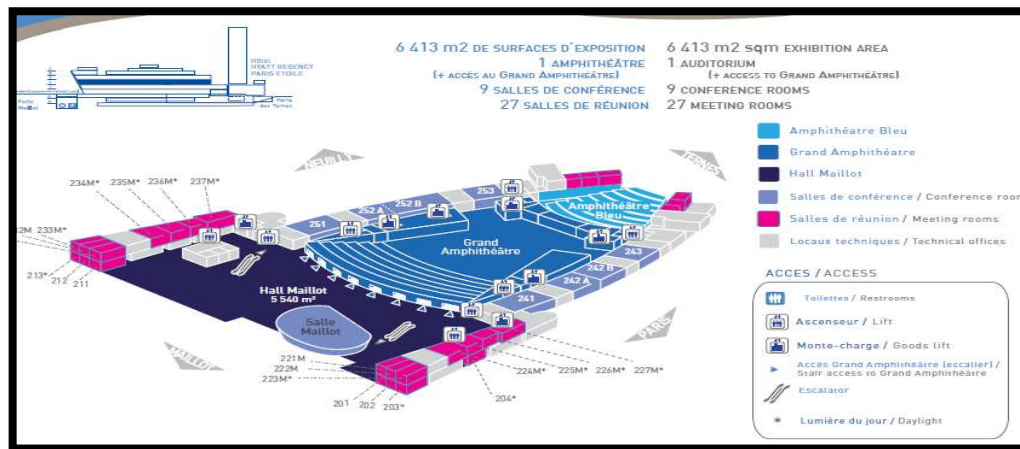 HYATT REGENCY
PARIS ETOILE
Porte
Maillot
Porte
des Ternes
6 413 m2 DE SURFACES D'EXPOSITION
1 AMPHITHÉÂTRE
(+ ACCÈS AU GRAND AMPHITHÉÂTRE)
9 SALLES DE CONFÉRENCE
27 SALLES DE RÉUNION
6 413 m2 sqm EXHIBITION AREA
1 AUDITORIUM
(+ ACCESS TO GRAND AMPHITHÉÂTRE)
9 CONFERENCE ROOMS
27 MEETING ROOMS
Amphithéâtre Bleu
Grand Amphithéâtre
Hall Maillot
Salles de conférence / Conference room
Salles de réunion / Meeting rooms
Locaux techniques / Technical offices
ACCES / ACCESS
Toilettes / Restrooms
Ascenseur / Lift
Monte-charge / Goods lift
Accès Grand Amphithéâtre (escalier) /
Stair access to Grand Amphithéâtre
Escalator
* Lumière du jour / Daylight
NEUILLY
TERNES
234M* 235M* 236M* 237M*
233M*
213* 212 211
251
252 A
252 B
253
Amphithéâtre
Bleu
Grand
Amphithéâtre
243
242 B
242 A
241
Hall Maillot
5 540 m²
Salle
Maillot
MAILLOT
PARIS
221M
222M
223M*
201 202 203*
204*
224M* 225M* 226M* 227M*